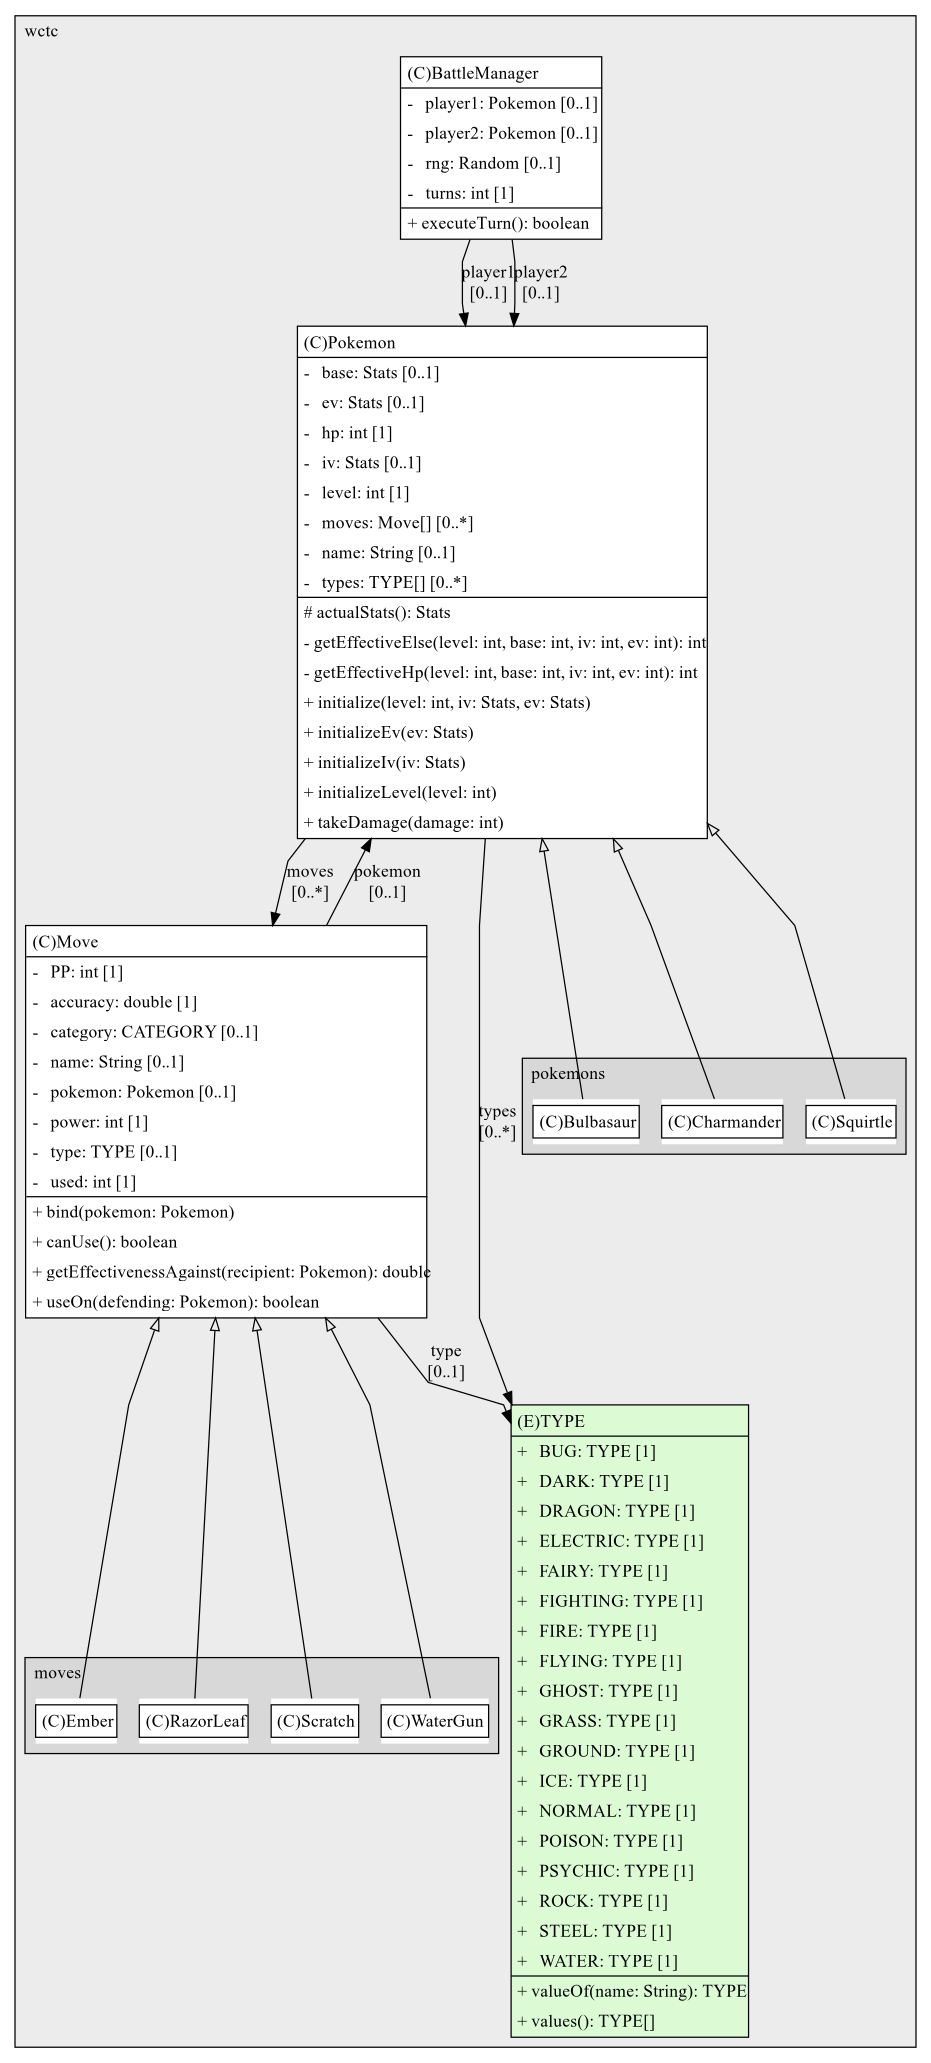 wctc
(C)BattleManager
- player1: Pokemon [0..1]
- player2: Pokemon [0..1]
- rng: Random [0..1]
- turns: int [1]
+ executeTurn(): boolean
player1
[0..1]
player2
[0..1]
(C)Pokemon
- base: Stats [0..1]
- ev: Stats [0..1]
- hp: int [1]
- iv: Stats [0..1]
- level: int [1]
- moves: Move[] [0..*]
- name: String [0..1]
- types: TYPE[] [0..*]
# actualStats(): Stats
- getEffectiveElse(level: int, base: int, iv: int, ev: int): int
- getEffectiveHp(level: int, base: int, iv: int, ev: int): int
+ initialize(level: int, iv: Stats, ev: Stats)
+ initializeEv(ev: Stats)
+ initializeIv(iv: Stats)
+ initializeLevel(level: int)
+ takeDamage(damage: int)
moves
[0..*]
pokemon
[0..1]
(C)Move
- PP: int [1]
- accuracy: double [1]
- category: CATEGORY [0..1]
- name: String [0..1]
- pokemon: Pokemon [0..1]
- power: int [1]
- type: TYPE [0..1]
- used: int [1]
+ bind(pokemon: Pokemon)
+ canUse(): boolean
+ getEffectivenessAgainst(recipient: Pokemon): double
+ useOn(defending: Pokemon): boolean
types
[0..*]
pokemons
(C)Bulbasaur
(C)Charmander
(C)Squirtle
type
[0..1]
(E)TYPE
+ BUG: TYPE [1]
+ DARK: TYPE [1]
+ DRAGON: TYPE [1]
+ ELECTRIC: TYPE [1]
+ FAIRY: TYPE [1]
+ FIGHTING: TYPE [1]
+ FIRE: TYPE [1]
+ FLYING: TYPE [1]
+ GHOST: TYPE [1]
+ GRASS: TYPE [1]
+ GROUND: TYPE [1]
+ ICE: TYPE [1]
+ NORMAL: TYPE [1]
+ POISON: TYPE [1]
+ PSYCHIC: TYPE [1]
+ ROCK: TYPE [1]
+ STEEL: TYPE [1]
+ WATER: TYPE [1]
+ valueOf(name: String): TYPE
+ values(): TYPE[]
moves
(C)Ember
(C)RazorLeaf
(C)Scratch
(C)WaterGun